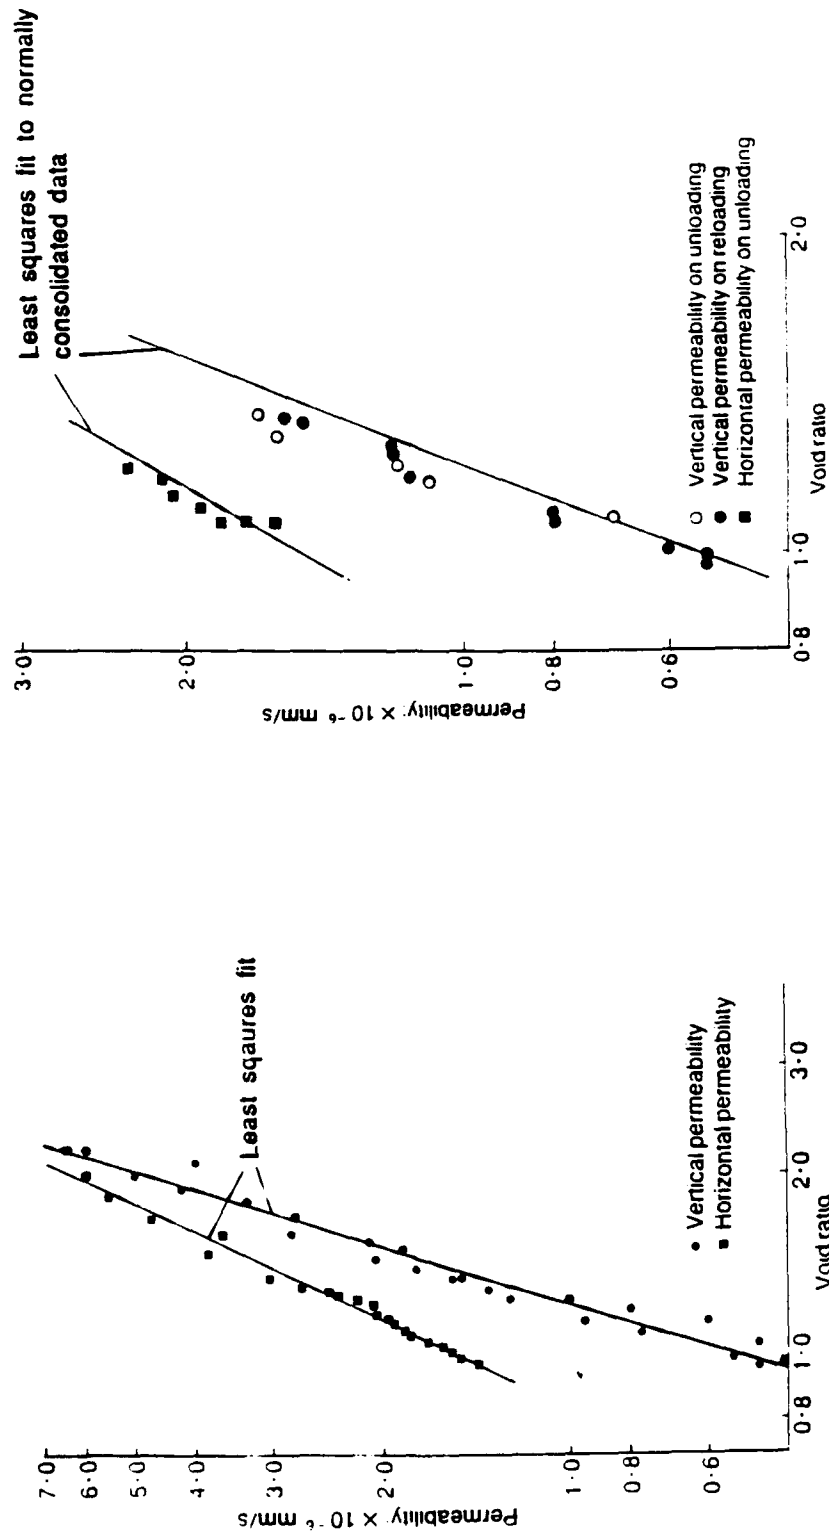 Least squares fit to normally
consolidated data
3·0
2·0
1·0
0·8
0·6
Permeability × 10⁻⁶ mm/s
○ Vertical permeability on unloading
● Vertical permeability on reloading
■ Horizontal permeability on unloading
0·8
1·0
2·0
Void ratio
Least sqaures fit
7·0
6·0
5·0
4·0
3·0
2·0
1·0
0·8
0·6
Permeability × 10⁻⁶ mm/s
● Vertical permeability
■ Horizontal permeability
0·8
1·0
2·0
3·0
Void ratio